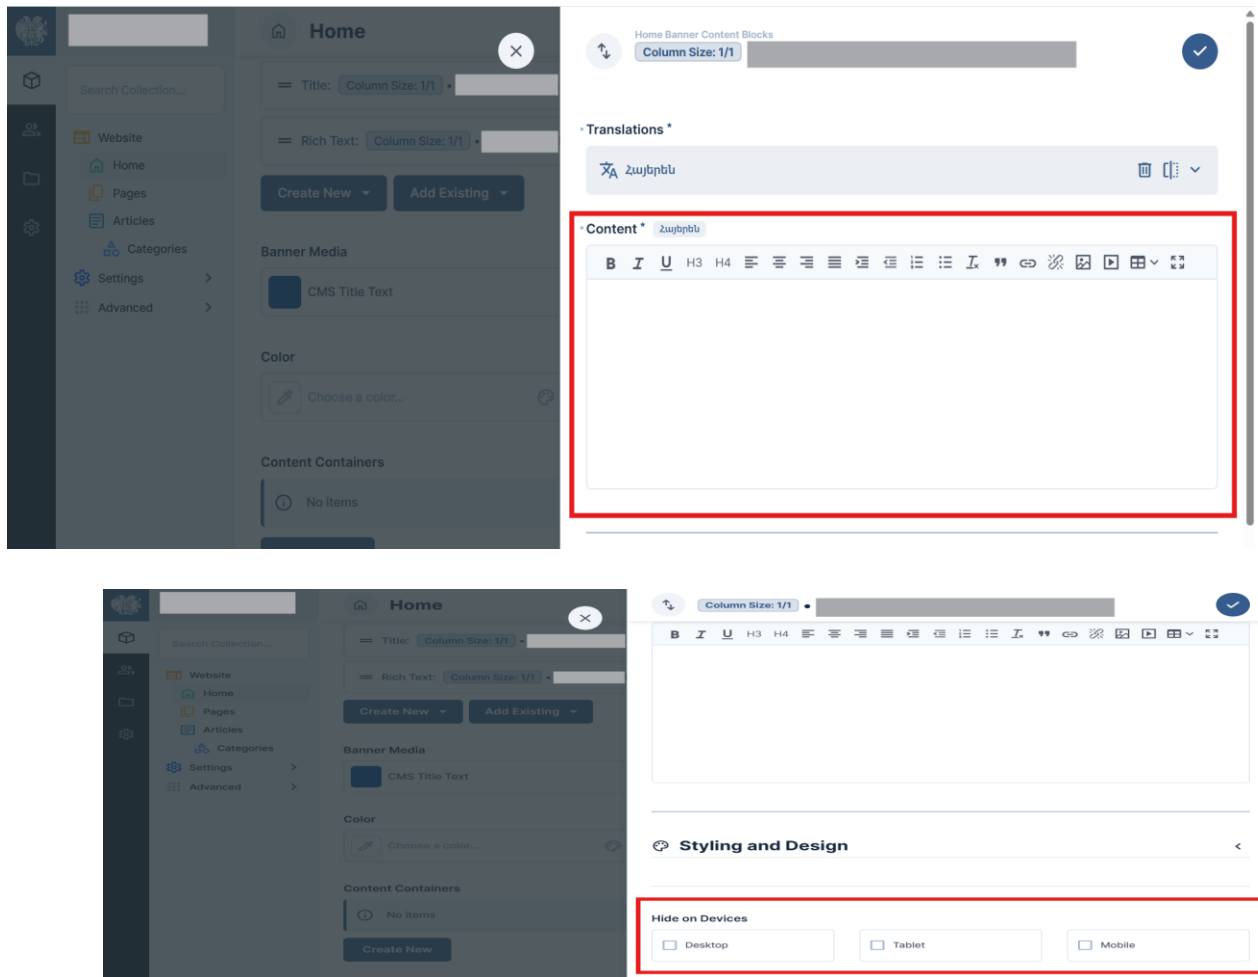 Home
Search Collection...
Website
Home
Pages
Articles
Categories
Settings
Advanced
Title: Column Size: 1/1 •
Rich Text: Column Size: 1/1 •
Create New Add Existing
Banner Media
CMS Title Text
Color
Choose a color...
Content Containers
No items
Home Banner Content Blocks
Column Size: 1/1
Translations *
Հայերեն
Content * Հայերեն
B I U H3 H4
Home
Search Collection...
Website
Home
Pages
Articles
Categories
Settings
Advanced
Title: Column Size: 1/1 •
Rich Text: Column Size: 1/1 •
Create New Add Existing
Banner Media
CMS Title Text
Color
Choose a color...
Content Containers
No items
Create New
Column Size: 1/1 •
B I U H3 H4
Styling and Design
Hide on Devices
Desktop Tablet Mobile